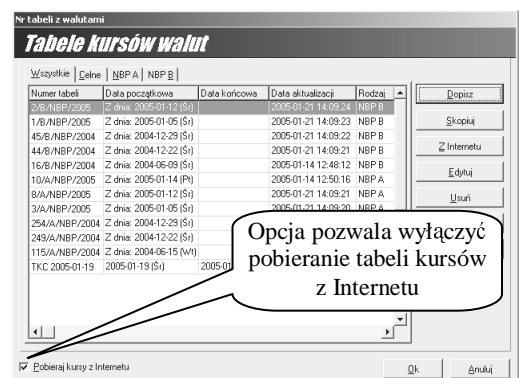 Nr tabeli z walutami
Tabele kursów walut
Wszystkie Celne NBP A NBP B
Numer tabeli Data początkowa Data końcowa Data aktualizacji Rodzaj
2/B/NBP/2005 Z dnia: 2005-01-12 (Śr) 2005-01-21 14:09:24 NBP B
1/B/NBP/2005 Z dnia: 2005-01-05 (Śr) 2005-01-21 14:09:23 NBP B
45/B/NBP/2004 Z dnia: 2004-12-29 (Śr) 2005-01-21 14:09:22 NBP B
44/B/NBP/2004 Z dnia: 2004-12-22 (Śr) 2005-01-21 14:09:21 NBP B
16/B/NBP/2004 Z dnia: 2004-06-09 (Śr) 2005-01-14 12:48:12 NBP B
10/A/NBP/2005 Z dnia: 2005-01-14 (Pt) 2005-01-14 12:50:16 NBP A
8/A/NBP/2005 Z dnia: 2005-01-12 (Śr) 2005-01-21 14:09:21 NBP A
3/A/NBP/2005 Z dnia: 2005-01-05 (Śr) 2005-01-21 14:09:20 NBP A
254/A/NBP/2004 Z dnia: 2004-12-29 (Śr)
249/A/NBP/2004 Z dnia: 2004-12-22 (Śr)
115/A/NBP/2004 Z dnia: 2004-06-15 (Wt)
TKC 2005-01-19 2005-01-19 (Śr) 2005-01
Dopisz
Skopiuj
Z Internetu
Edytuj
Usuń
Opcja pozwala wyłączyć
pobieranie tabeli kursów
z Internetu
Pobieraj kursy z Internetu
Ok Anuluj